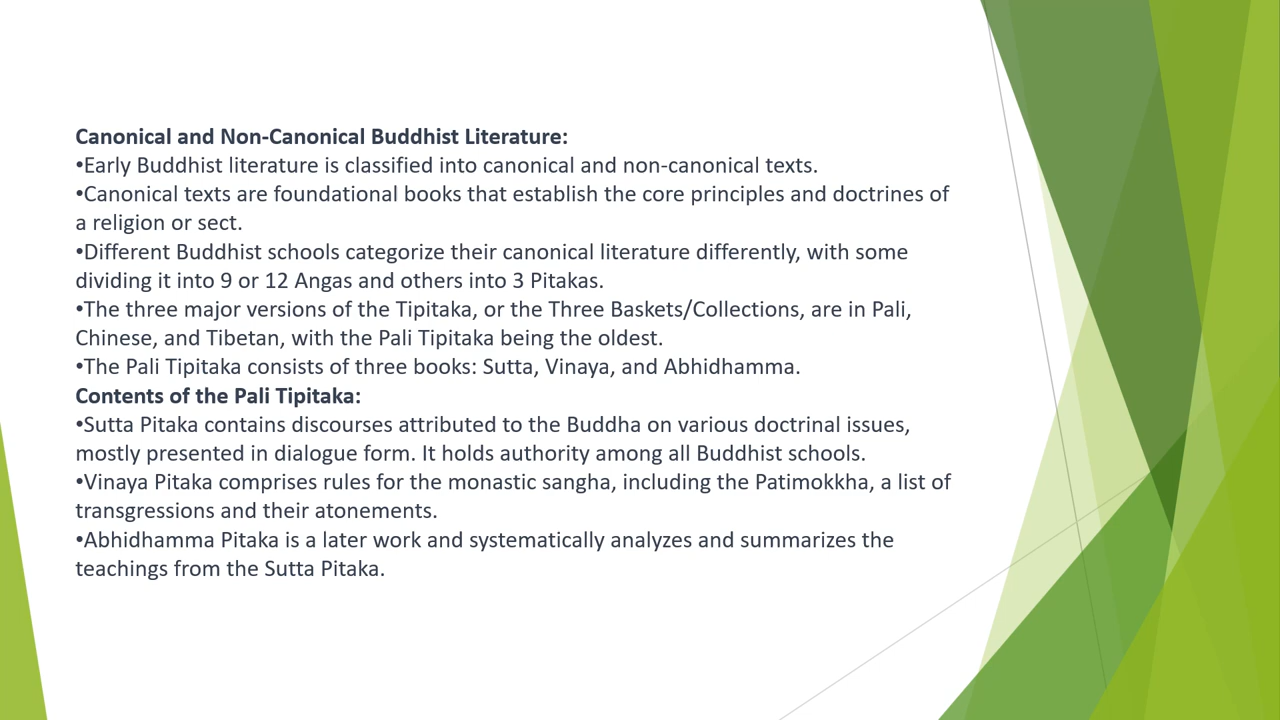 Canonical and Non-Canonical Buddhist Literature:
•Early Buddhist literature is classified into canonical and non-canonical texts.
•Canonical texts are foundational books that establish the core principles and doctrines of
a religion or sect.
•Different Buddhist schools categorize their canonical literature differently, with some
dividing it into 9 or 12 Angas and others into 3 Pitakas.
•The three major versions of the Tipitaka, or the Three Baskets/Collections, are in Pali,
Chinese, and Tibetan, with the Pali Tipitaka being the oldest.
•The Pali Tipitaka consists of three books: Sutta, Vinaya, and Abhidhamma.
Contents of the Pali Tipitaka:
•Sutta Pitaka contains discourses attributed to the Buddha on various doctrinal issues,
mostly presented in dialogue form. It holds authority among all Buddhist schools.
•Vinaya Pitaka comprises rules for the monastic sangha, including the Patimokkha, a list of
transgressions and their atonements.
•Abhidhamma Pitaka is a later work and systematically analyzes and summarizes the
teachings from the Sutta Pitaka.